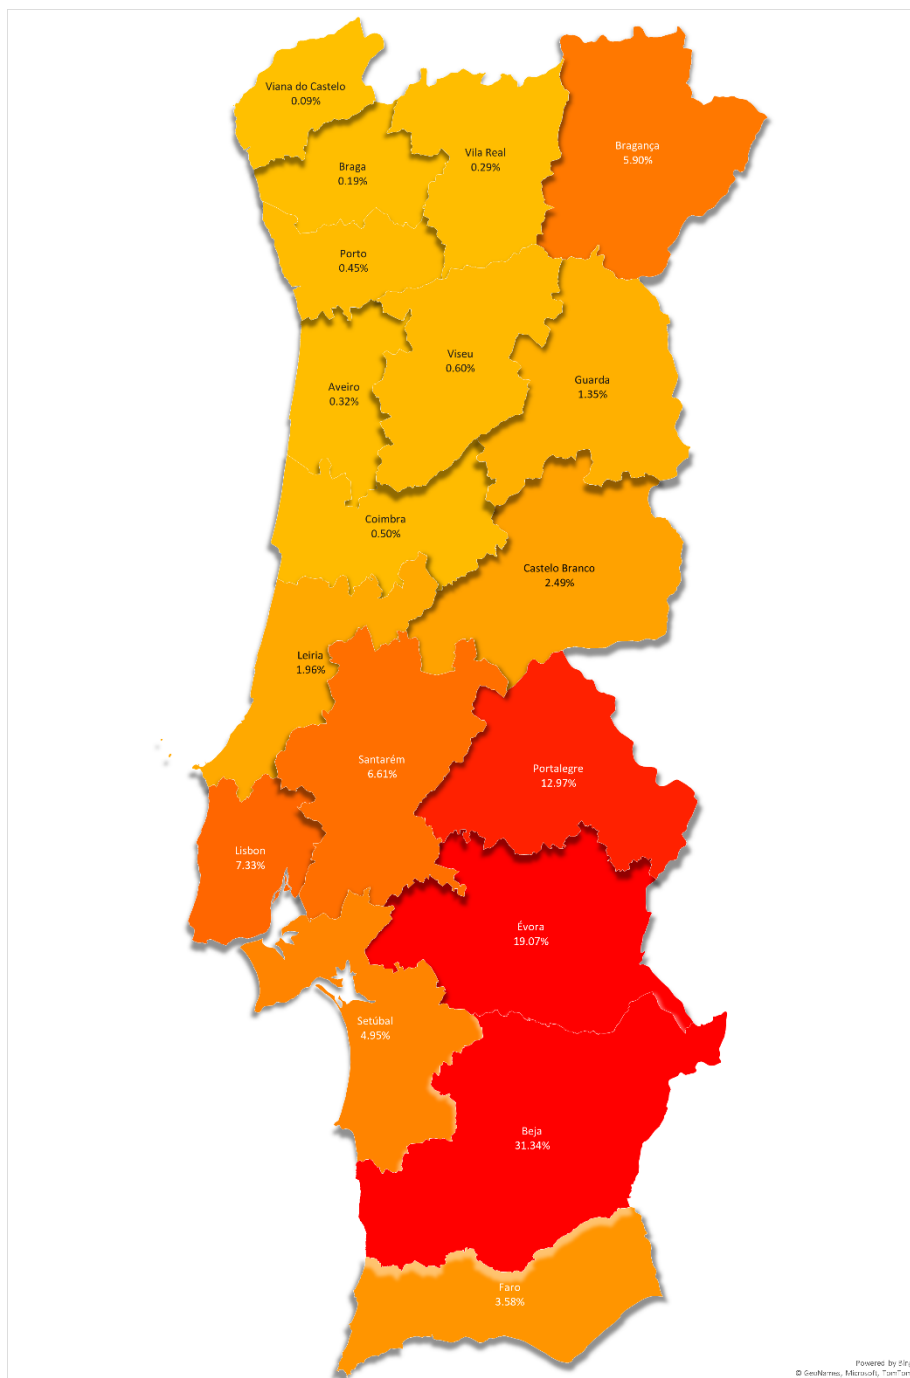 Viana do Castelo
0.09%
Braga
0.19%
Vila Real
0.29%
Bragança
5.90%
Porto
0.45%
Viseu
0.60%
Aveiro
0.32%
Guarda
1.35%
Coimbra
0.50%
Castelo Branco
2.49%
Leiria
1.96%
Santarém
6.61%
Portalegre
12.97%
Lisbon
7.33%
Évora
19.07%
Setúbal
4.95%
Beja
31.34%
Faro
3.58%
Powered by Bing
© GeoNames, Microsoft, TomTom